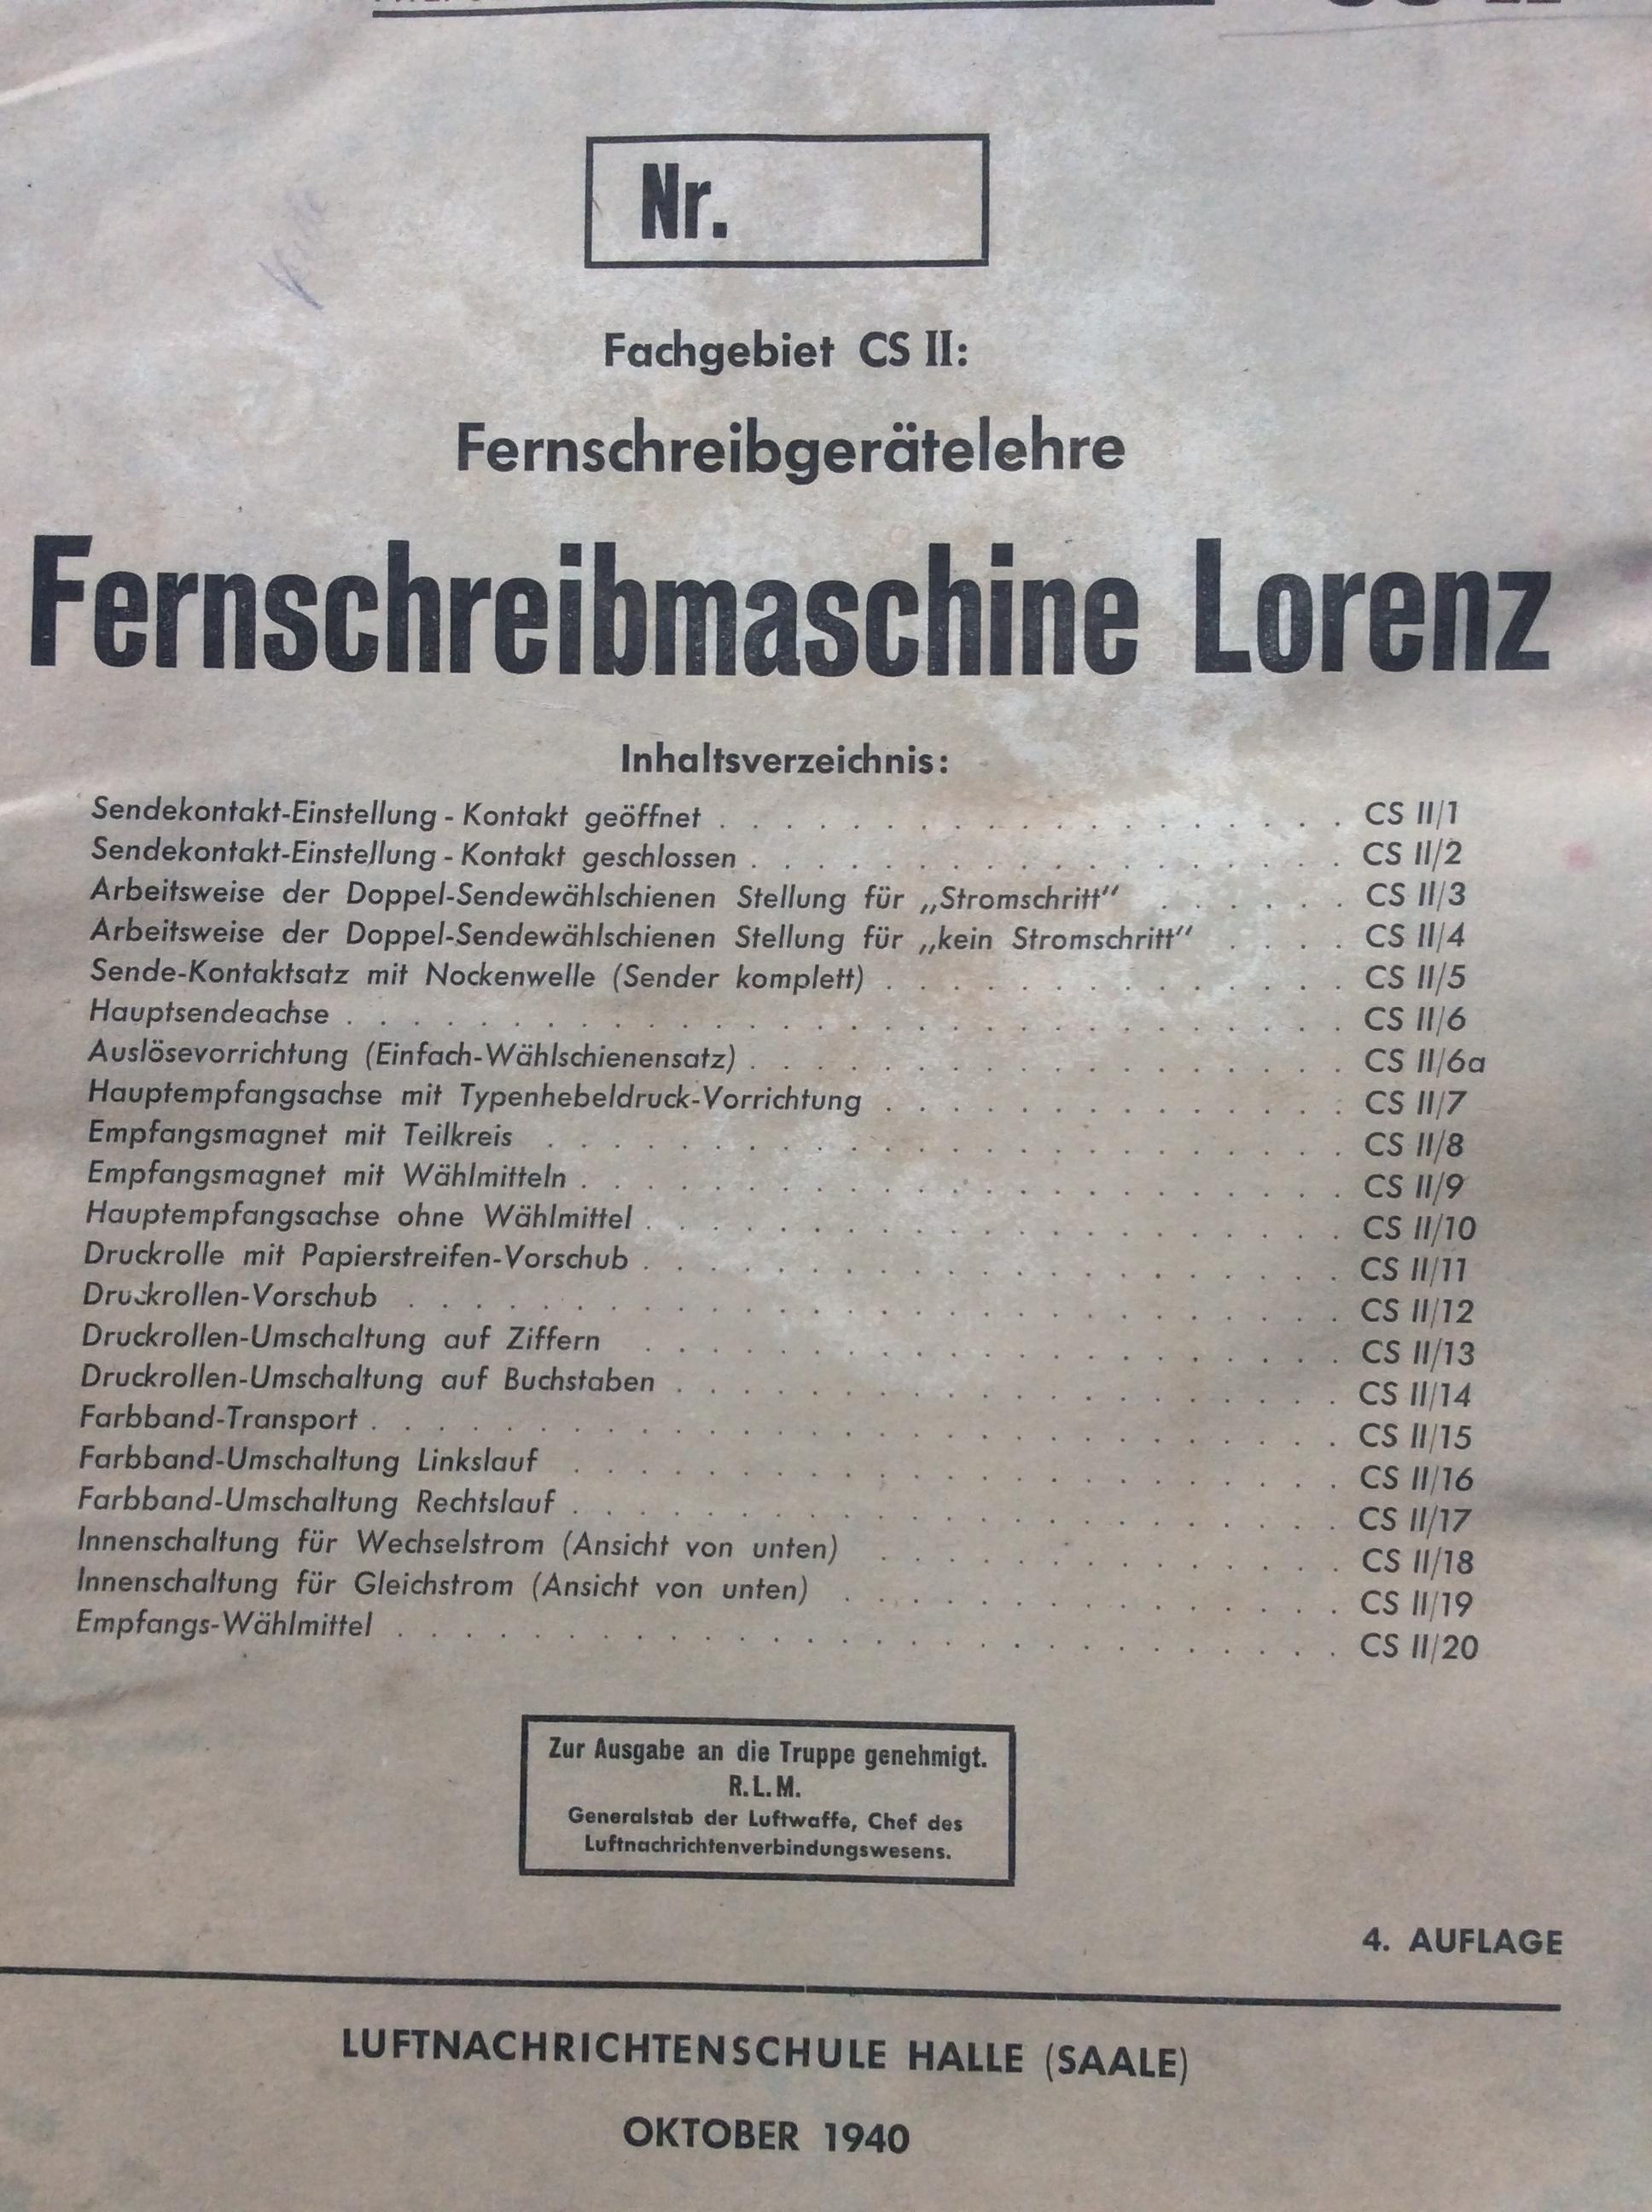 Nr.
Fachgebiet CS II:
Fernschreibgerätelehre
Fernschreibmaschine Lorenz
Inhaltsverzeichnis:
Sendekontakt-Einstellung - Kontakt geöffnet . . . . . . . . . . . . . . . . . . . CS II/1
Sendekontakt-Einstellung - Kontakt geschlossen . . . . . . . . . . . . . . . . . . CS II/2
Arbeitsweise der Doppel-Sendewählschienen Stellung für „Stromschritt“ . . . . . . CS II/3
Arbeitsweise der Doppel-Sendewählschienen Stellung für „kein Stromschritt“ . . . . CS II/4
Sende-Kontaktsatz mit Nockenwelle (Sender komplett) . . . . . . . . . . . . . . CS II/5
Hauptsendeachse . . . . . . . . . . . . . . . . . . . . . . . . . . . . . . CS II/6
Auslösevorrichtung (Einfach-Wählschienensatz) . . . . . . . . . . . . . . . . . . CS II/6a
Hauptempfangsachse mit Typenhebeldruck-Vorrichtung . . . . . . . . . . . . . . CS II/7
Empfangsmagnet mit Teilkreis . . . . . . . . . . . . . . . . . . . . . . . . CS II/8
Empfangsmagnet mit Wählmitteln . . . . . . . . . . . . . . . . . . . . . . . CS II/9
Hauptempfangsachse ohne Wählmittel . . . . . . . . . . . . . . . . . . . . . CS II/10
Druckrolle mit Papierstreifen-Vorschub . . . . . . . . . . . . . . . . . . . . . CS II/11
Druckrollen-Vorschub . . . . . . . . . . . . . . . . . . . . . . . . . . . . CS II/12
Druckrollen-Umschaltung auf Ziffern . . . . . . . . . . . . . . . . . . . . . CS II/13
Druckrollen-Umschaltung auf Buchstaben . . . . . . . . . . . . . . . . . . . . CS II/14
Farbband-Transport . . . . . . . . . . . . . . . . . . . . . . . . . . . . . CS II/15
Farbband-Umschaltung Linkslauf . . . . . . . . . . . . . . . . . . . . . . . CS II/16
Farbband-Umschaltung Rechtslauf . . . . . . . . . . . . . . . . . . . . . . . CS II/17
Innenschaltung für Wechselstrom (Ansicht von unten) . . . . . . . . . . . . . . CS II/18
Innenschaltung für Gleichstrom (Ansicht von unten) . . . . . . . . . . . . . . . CS II/19
Empfangs-Wählmittel . . . . . . . . . . . . . . . . . . . . . . . . . . . . CS II/20
Zur Ausgabe an die Truppe genehmigt.
R.L.M.
Generalstab der Luftwaffe, Chef des
Luftnachrichtenverbindungswesens.
4. AUFLAGE
LUFTNACHRICHTENSCHULE HALLE (SAALE)
OKTOBER 1940